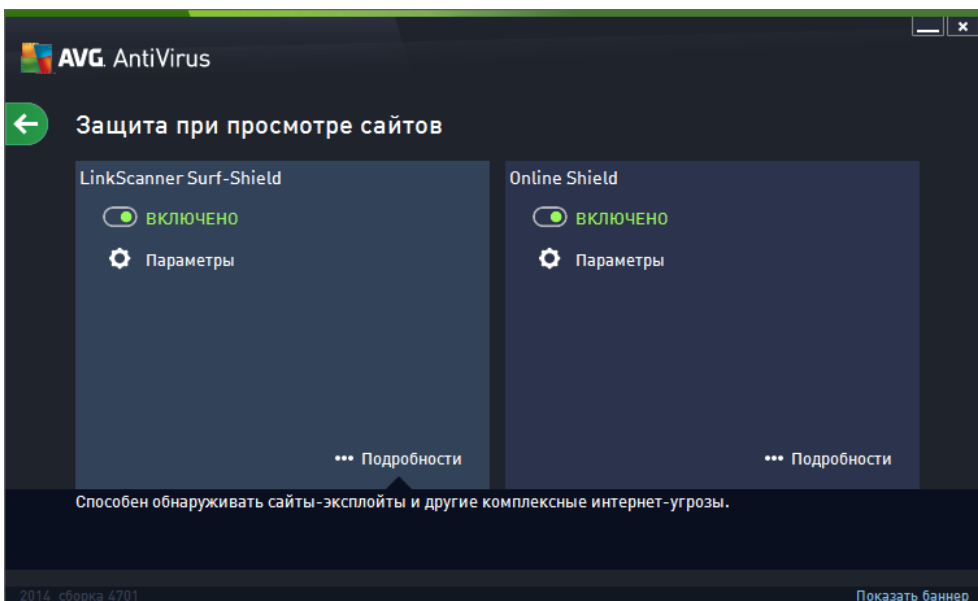 AVG. AntiVirus
Защита при просмотре сайтов
LinkScanner Surf-Shield
ВКЛЮЧЕНО
Параметры
••• Подробности
Online Shield
ВКЛЮЧЕНО
Параметры
••• Подробности
Способен обнаруживать сайты-эксплойты и другие комплексные интернет-угрозы.
2014 сборка 4701
Показать баннер